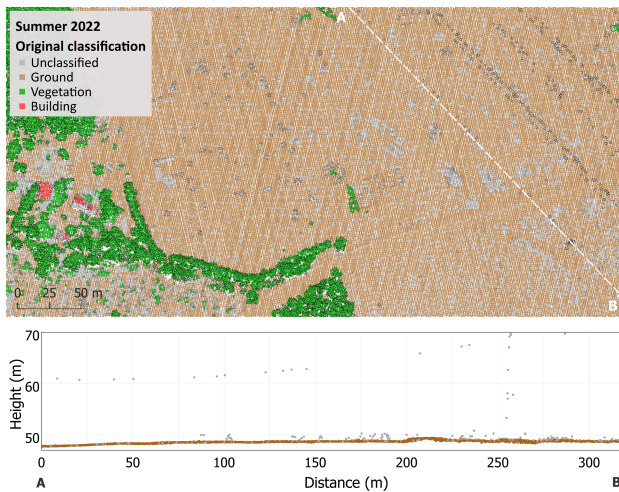 Summer 2022
Original classification
Unclassified
Ground
Vegetation
Building
A
B
0 25 50 m
70
60
50
Height (m)
0 50 100 150 200 250 300
A Distance (m) B